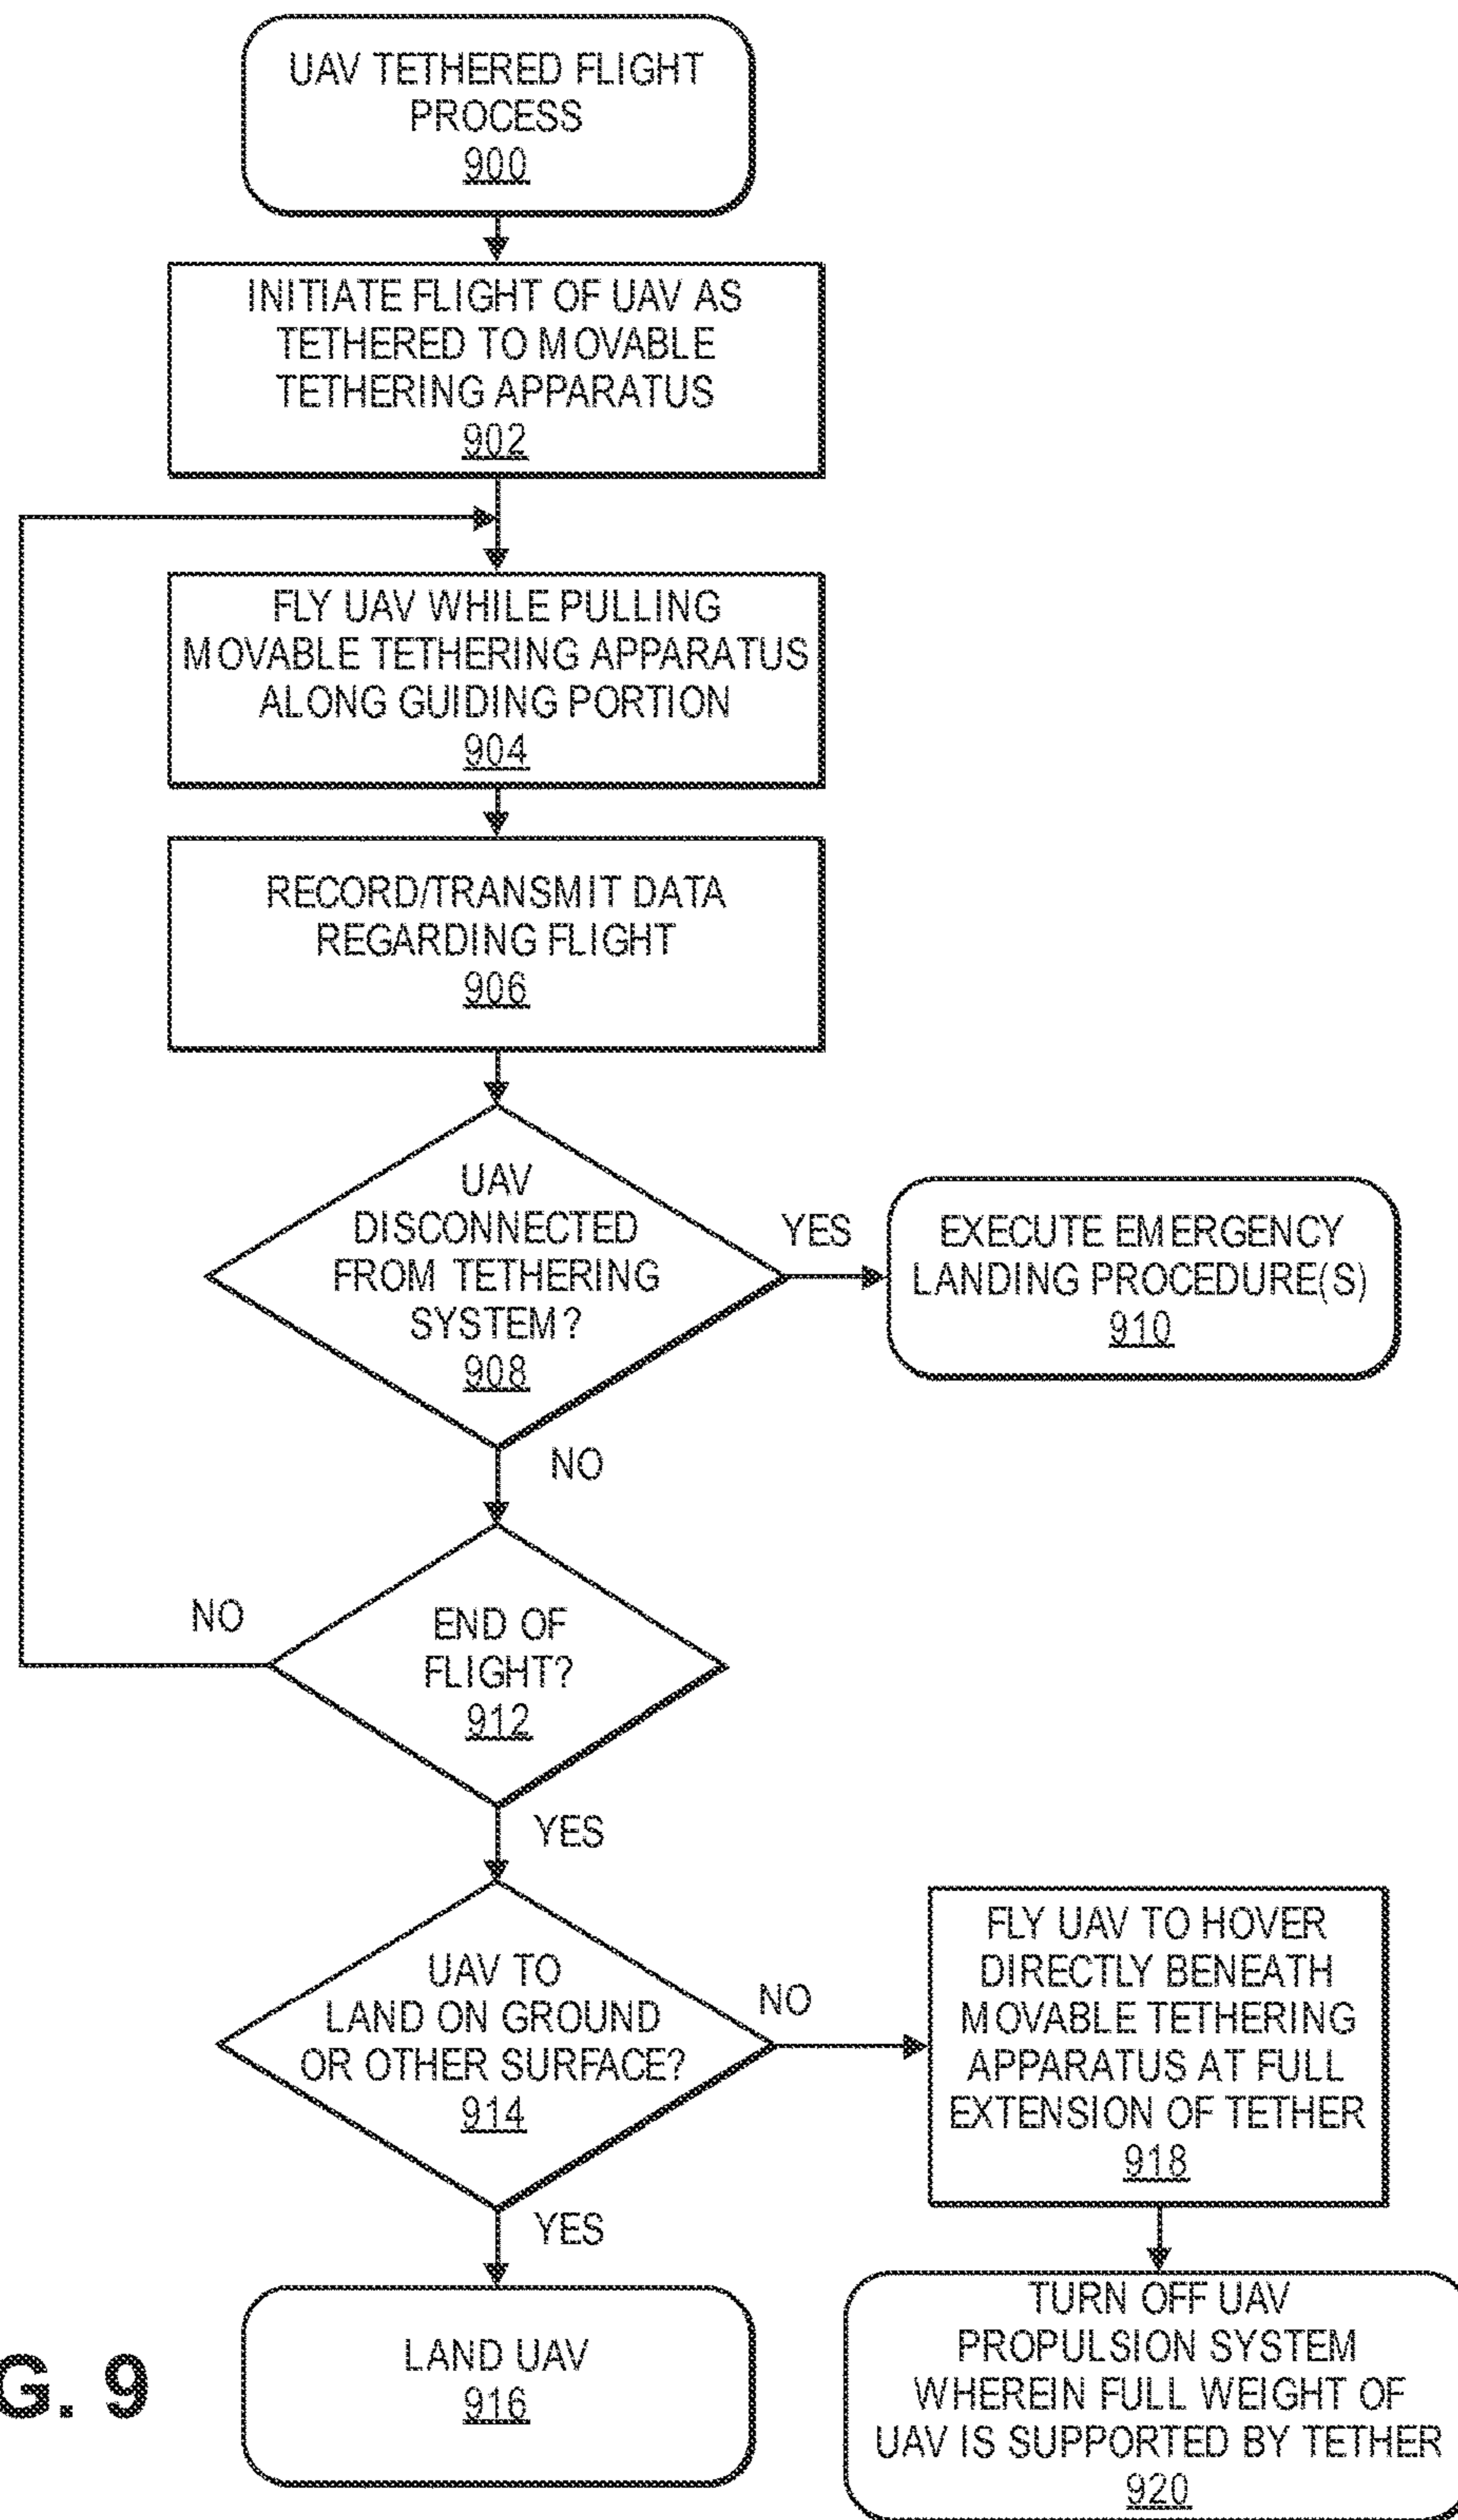 UAV TETHERED FLIGHT
PROCESS
900
INITIATE FLIGHT OF UAV AS
TETHERED TO MOVABLE
TETHERING APPARATUS
902
FLY UAV WHILE PULLING
MOVABLE TETHERING APPARATUS
ALONG GUIDING PORTION
904
RECORD/TRANSMIT DATA
REGARDING FLIGHT
906
UAV
DISCONNECTED
FROM TETHERING
SYSTEM?
908
YES
EXECUTE EMERGENCY
LANDING PROCEDURE(S)
910
NO
END OF
FLIGHT?
912
NO
YES
UAV TO
LAND ON GROUND
OR OTHER SURFACE?
914
NO
FLY UAV TO HOVER
DIRECTLY BENEATH
MOVABLE TETHERING
APPARATUS AT FULL
EXTENSION OF TETHER
918
YES
LAND UAV
916
TURN OFF UAV
PROPULSION SYSTEM
WHEREIN FULL WEIGHT OF
UAV IS SUPPORTED BY TETHER
920
G. 9